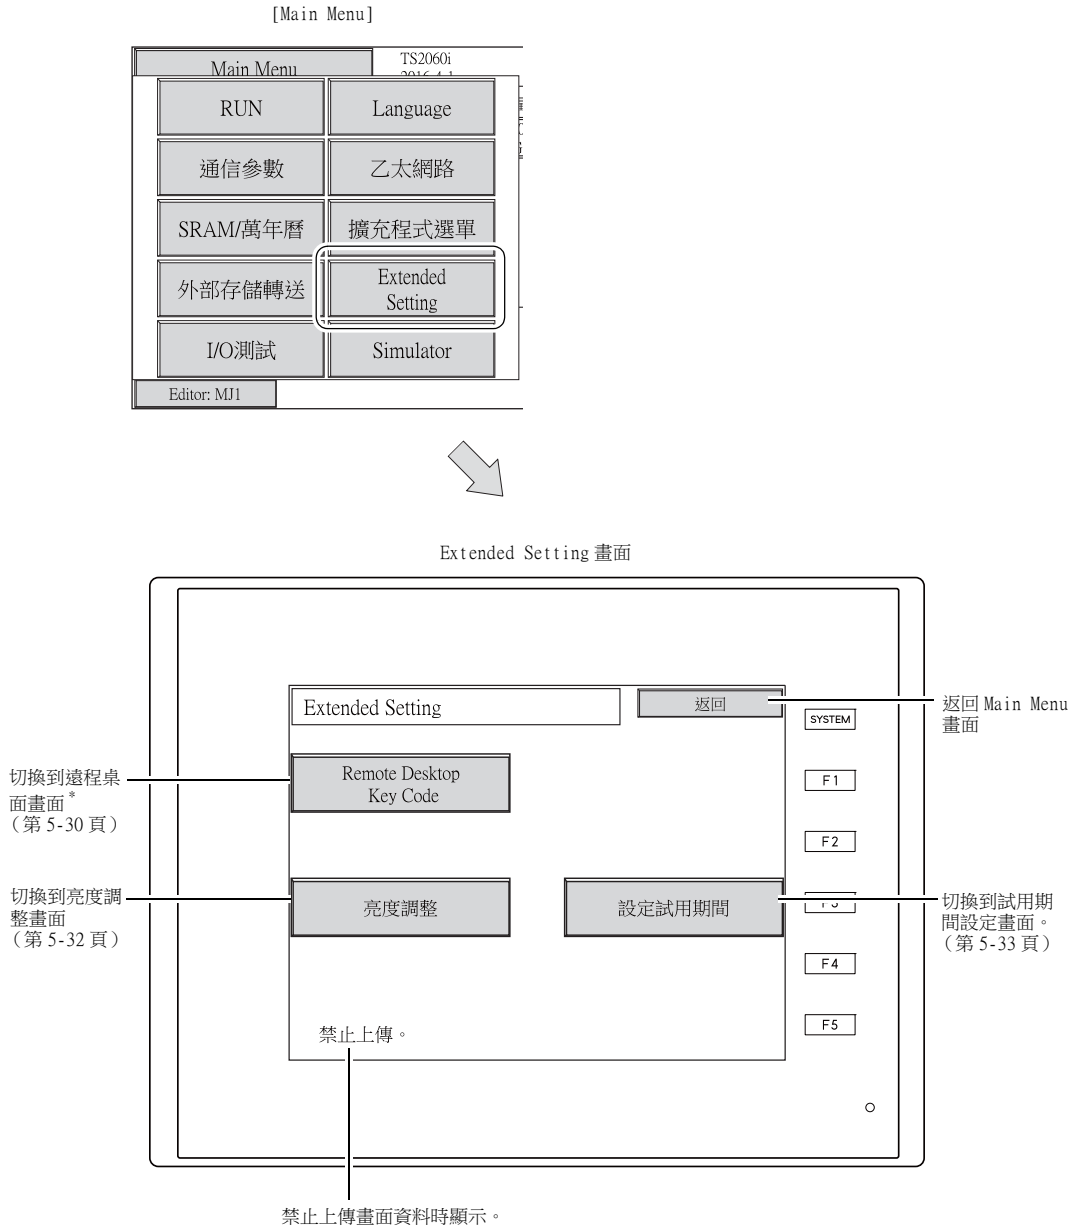 [Main Menu]
Main Menu
TS2060i
RUN
Language
通信參數
乙太網路
SRAM/萬年曆
擴充程式選單
外部存儲轉送
Extended
Setting
I/O測試
Simulator
Editor: MJ1
Extended Setting 畫面
Extended Setting
返回
返回 Main Menu
畫面
SYSTEM
Remote Desktop
Key Code
切換到遠程桌
面畫面*
（第 5-30 頁）
F1
F2
切換到亮度調
整畫面
（第 5-32 頁）
亮度調整
設定試用期間
F3
切換到試用期
間設定畫面。
（第 5-33 頁）
F4
F5
禁止上傳。
禁止上傳畫面資料時顯示。